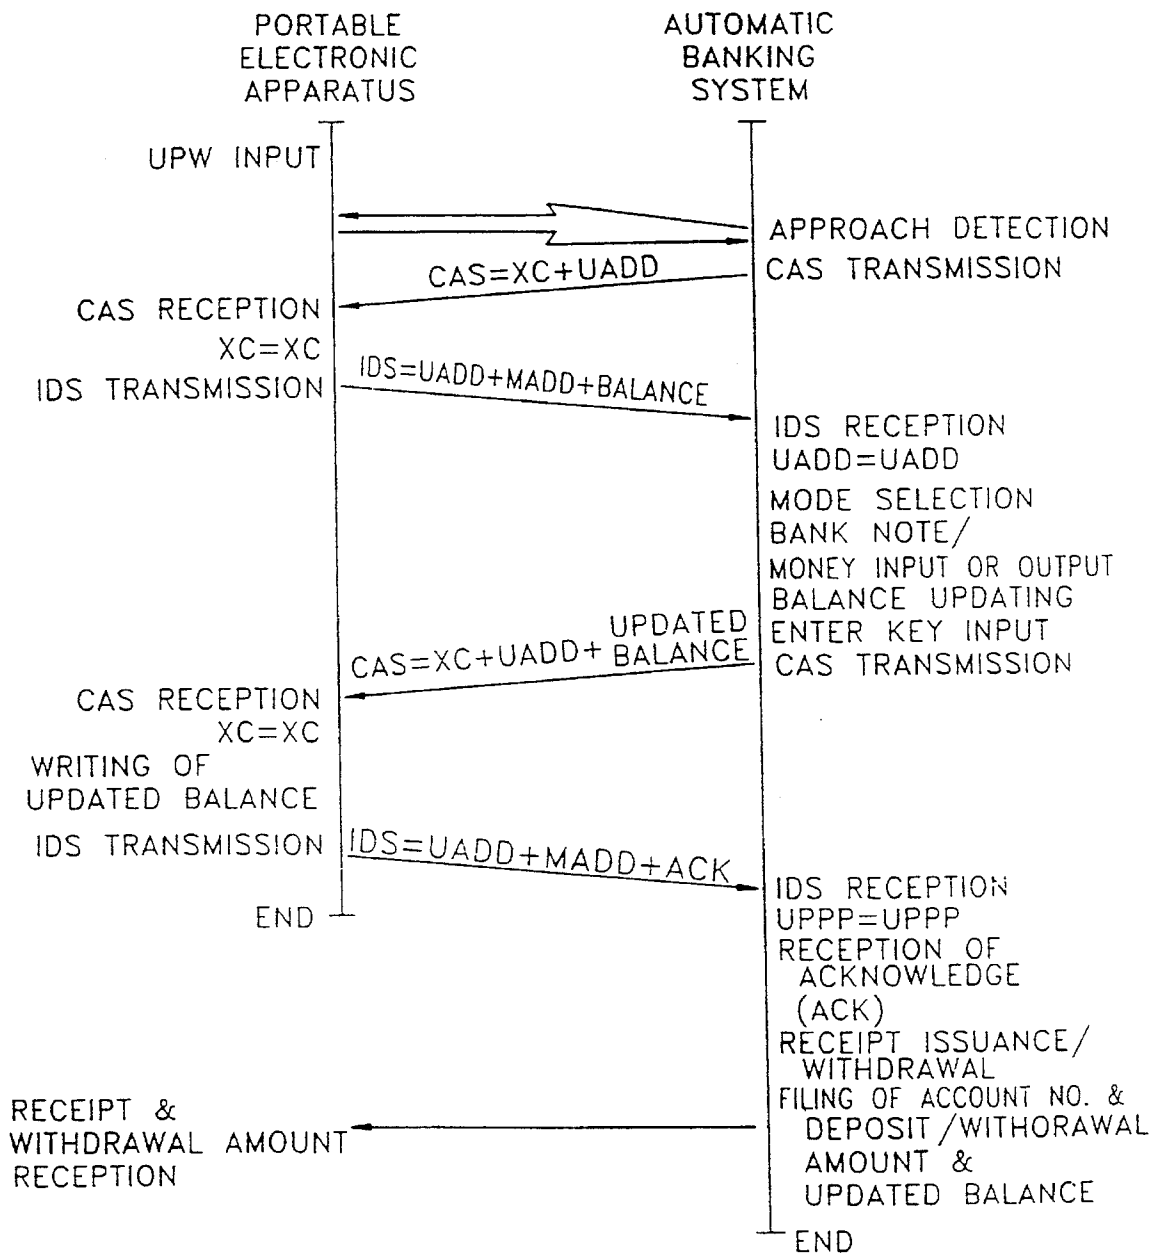 PORTABLE
ELECTRONIC
APPARATUS
AUTOMATIC
BANKING
SYSTEM
UPW INPUT
APPROACH DETECTION
CAS=XC+UADD
CAS TRANSMISSION
CAS RECEPTION
XC=XC
IDS TRANSMISSION
IDS=UADD+MADD+BALANCE
IDS RECEPTION
UADD=UADD
MODE SELECTION
BANK NOTE/
MONEY INPUT OR OUTPUT
BALANCE UPDATING
ENTER KEY INPUT
CAS TRANSMISSION
CAS=XC+UADD+ UPDATED
BALANCE
CAS RECEPTION
XC=XC
WRITING OF
UPDATED BALANCE
IDS TRANSMISSION
IDS=UADD+MADD+ACK
END
IDS RECEPTION
UPPP=UPPP
RECEPTION OF
ACKNOWLEDGE
(ACK)
RECEIPT ISSUANCE/
WITHDRAWAL
FILING OF ACCOUNT NO. &
DEPOSIT/WITHORAWAL
AMOUNT &
UPDATED BALANCE
RECEIPT &
WITHDRAWAL AMOUNT
RECEPTION
END